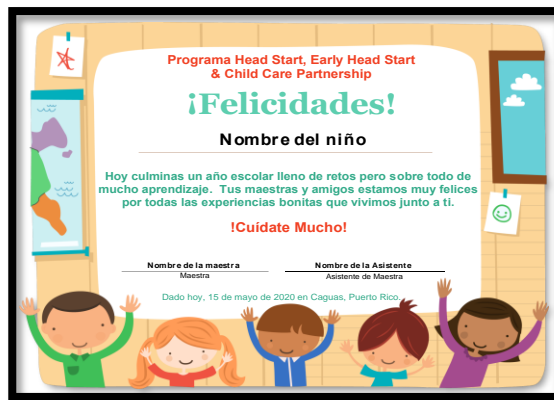 Programa Head Start, Early Head Start
& Child Care Partnership
¡Felicidades!
Nombre del niño
Hoy culminas un año escolar lleno de retos pero sobre todo de
mucho aprendizaje. Tus maestras y amigos estamos muy felices
por todas las experiencias bonitas que vivimos junto a ti.
!Cuídate Mucho!
Nombre de la maestra
Maestra
Nombre de la Asistente
Asistente de Maestra
Dado hoy, 15 de mayo de 2020 en Caguas, Puerto Rico.